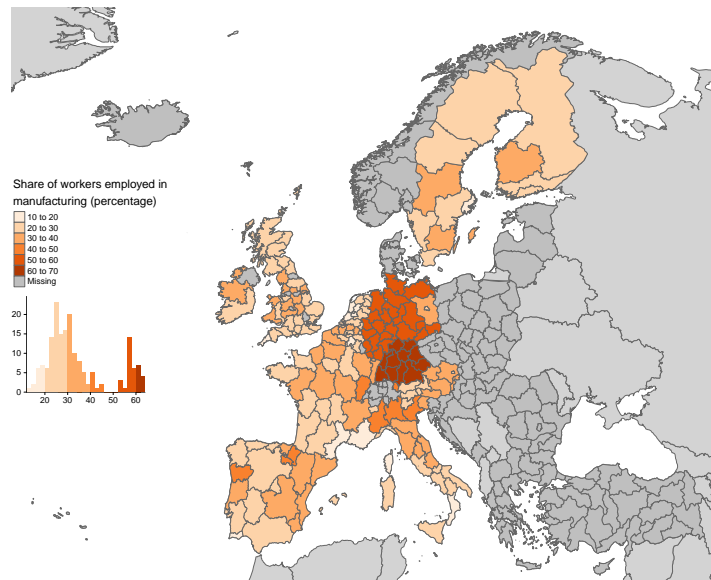 Share of workers employed in
manufacturing (percentage)
10 to 20
20 to 30
30 to 40
40 to 50
50 to 60
60 to 70
Missing
20
15
10
5
0
20 30 40 50 60